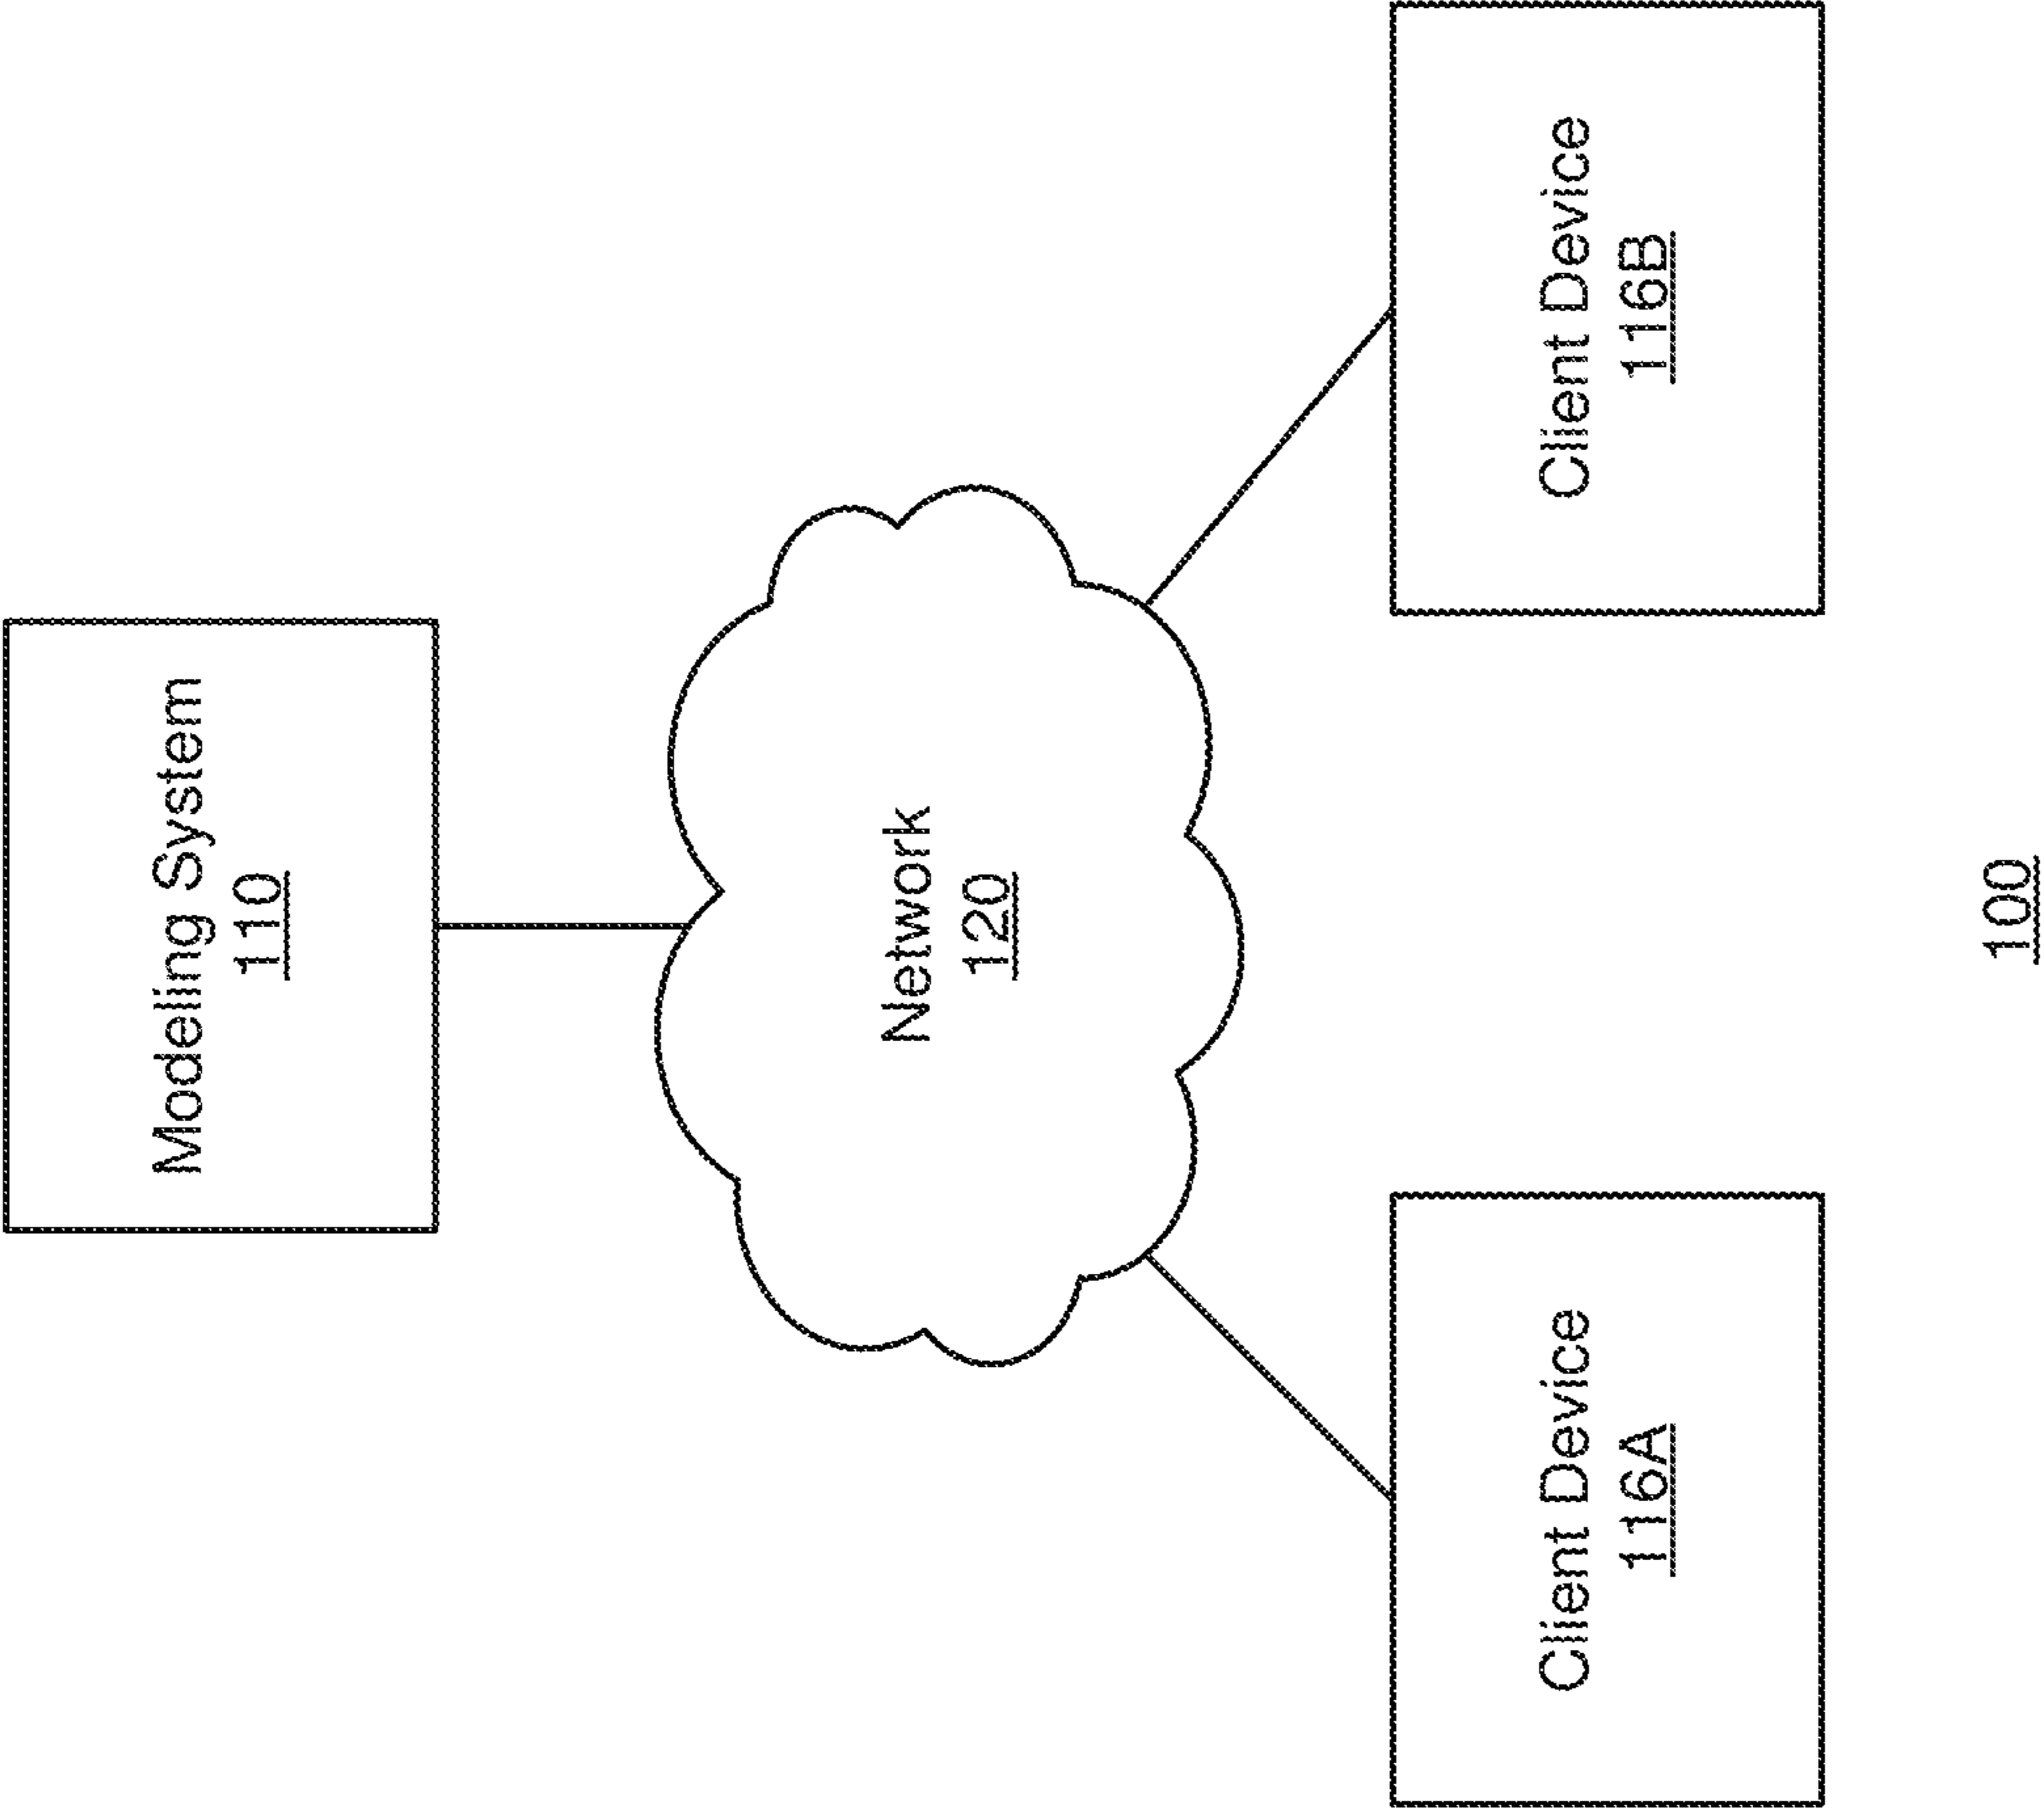 Modeling System
110
Network
120
Client Device
116A
Client Device
116B
100